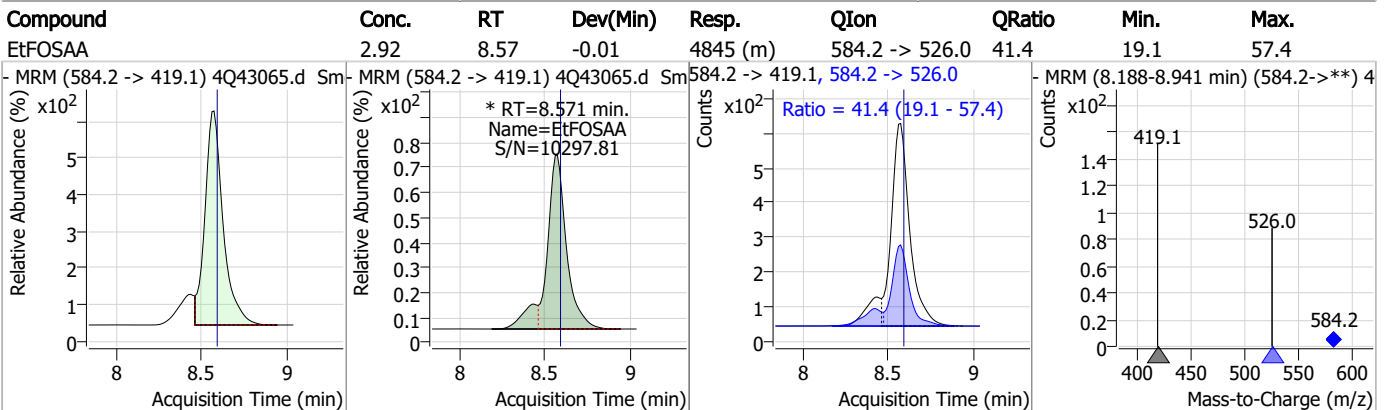 Compound Conc. RT Dev(Min) Resp. QIon QRatio Min. Max.
EtFOSAA 2.92 8.57 -0.01 4845 (m) 584.2 -> 526.0 41.4 19.1 57.4
- MRM (584.2 -> 419.1) 4Q43065.d Sm
Relative Abundance (%)
x10²
5
4
3
2
1
0
8 8.5 9
Acquisition Time (min)
- MRM (584.2 -> 419.1) 4Q43065.d Sm
Relative Abundance (%)
x10²
* RT=8.571 min.
Name=EtFOSAA
S/N=10297.81
0.8
0.7
0.6
0.5
0.4
0.3
0.2
0.1
0
8 8.5 9
Acquisition Time (min)
584.2 -> 419.1, 584.2 -> 526.0
Counts
x10²
Ratio = 41.4 (19.1 - 57.4)
5
4
3
2
1
0
8 8.5 9
Acquisition Time (min)
- MRM (8.188-8.941 min) (584.2->**) 4
Counts
x10²
419.1
526.0
584.2
1.4
1.2
1
0.8
0.6
0.4
0.2
0
400 450 500 550 600
Mass-to-Charge (m/z)